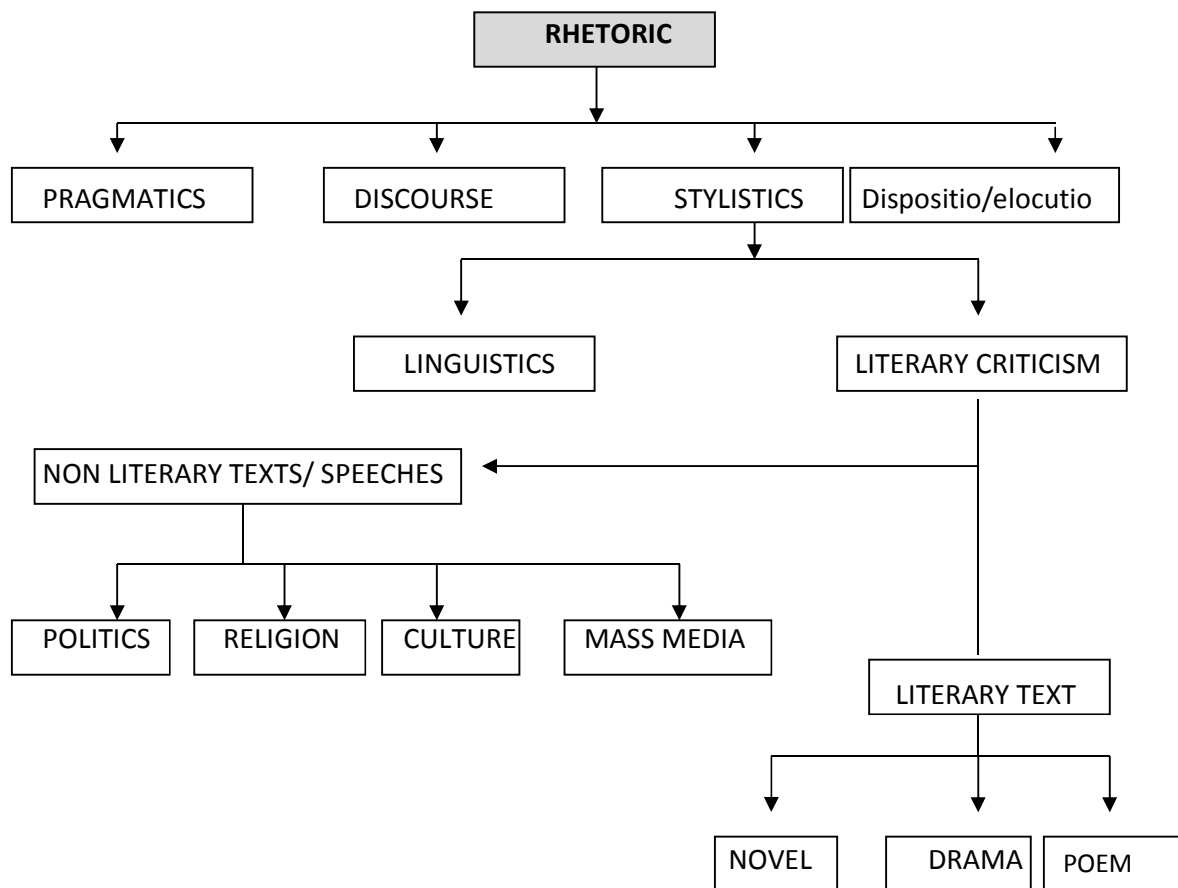 RHETORIC
PRAGMATICS
DISCOURSE
STYLISTICS
Dispositio/elocutio
LINGUISTICS
LITERARY CRITICISM
NON LITERARY TEXTS/ SPEECHES
POLITICS
RELIGION
CULTURE
MASS MEDIA
LITERARY TEXT
NOVEL
DRAMA
POEM